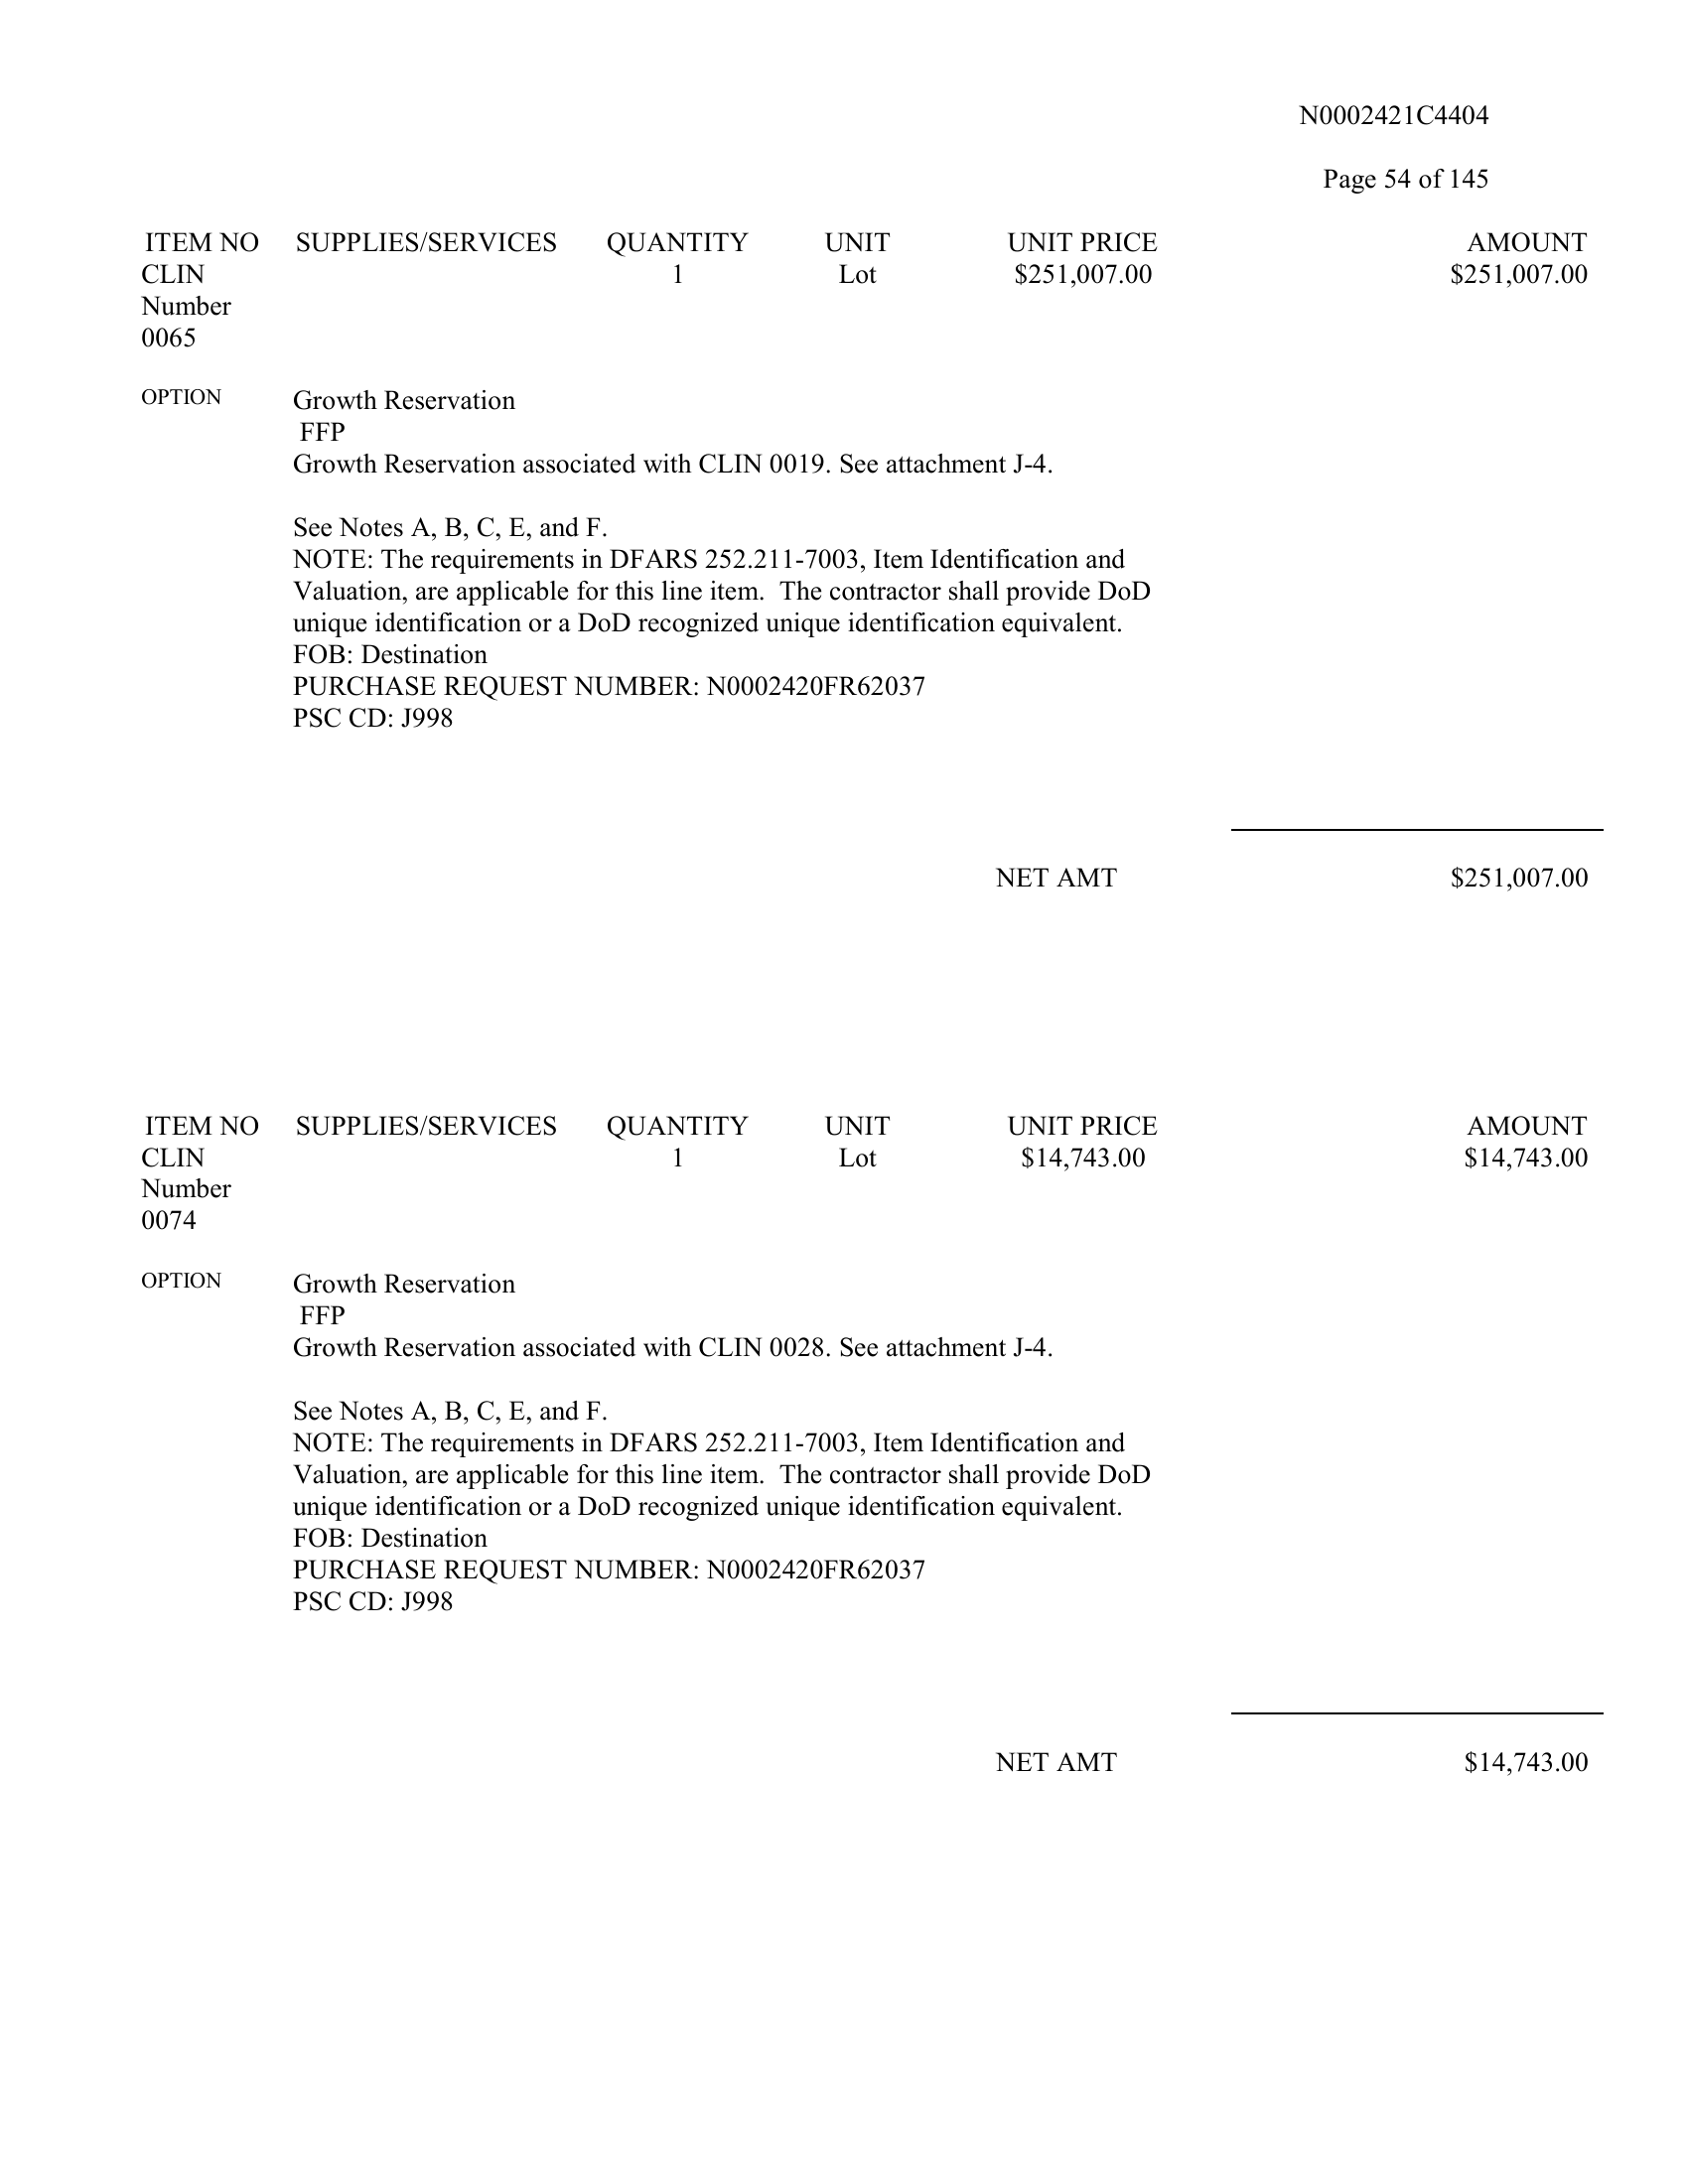 N0002421C4404
Page 54 of 145
ITEM NO SUPPLIES/SERVICES QUANTITY UNIT UNIT PRICE AMOUNT
CLIN 1 Lot $251,007.00 $251,007.00
Number
0065
OPTION Growth Reservation
FFP
Growth Reservation associated with CLIN 0019. See attachment J-4.
See Notes A, B, C, E, and F.
NOTE: The requirements in DFARS 252.211-7003, Item Identification and
Valuation, are applicable for this line item.  The contractor shall provide DoD
unique identification or a DoD recognized unique identification equivalent.
FOB: Destination
PURCHASE REQUEST NUMBER: N0002420FR62037
PSC CD: J998
NET AMT $251,007.00
ITEM NO SUPPLIES/SERVICES QUANTITY UNIT UNIT PRICE AMOUNT
CLIN 1 Lot $14,743.00 $14,743.00
Number
0074
OPTION Growth Reservation
FFP
Growth Reservation associated with CLIN 0028. See attachment J-4.
See Notes A, B, C, E, and F.
NOTE: The requirements in DFARS 252.211-7003, Item Identification and
Valuation, are applicable for this line item.  The contractor shall provide DoD
unique identification or a DoD recognized unique identification equivalent.
FOB: Destination
PURCHASE REQUEST NUMBER: N0002420FR62037
PSC CD: J998
NET AMT $14,743.00